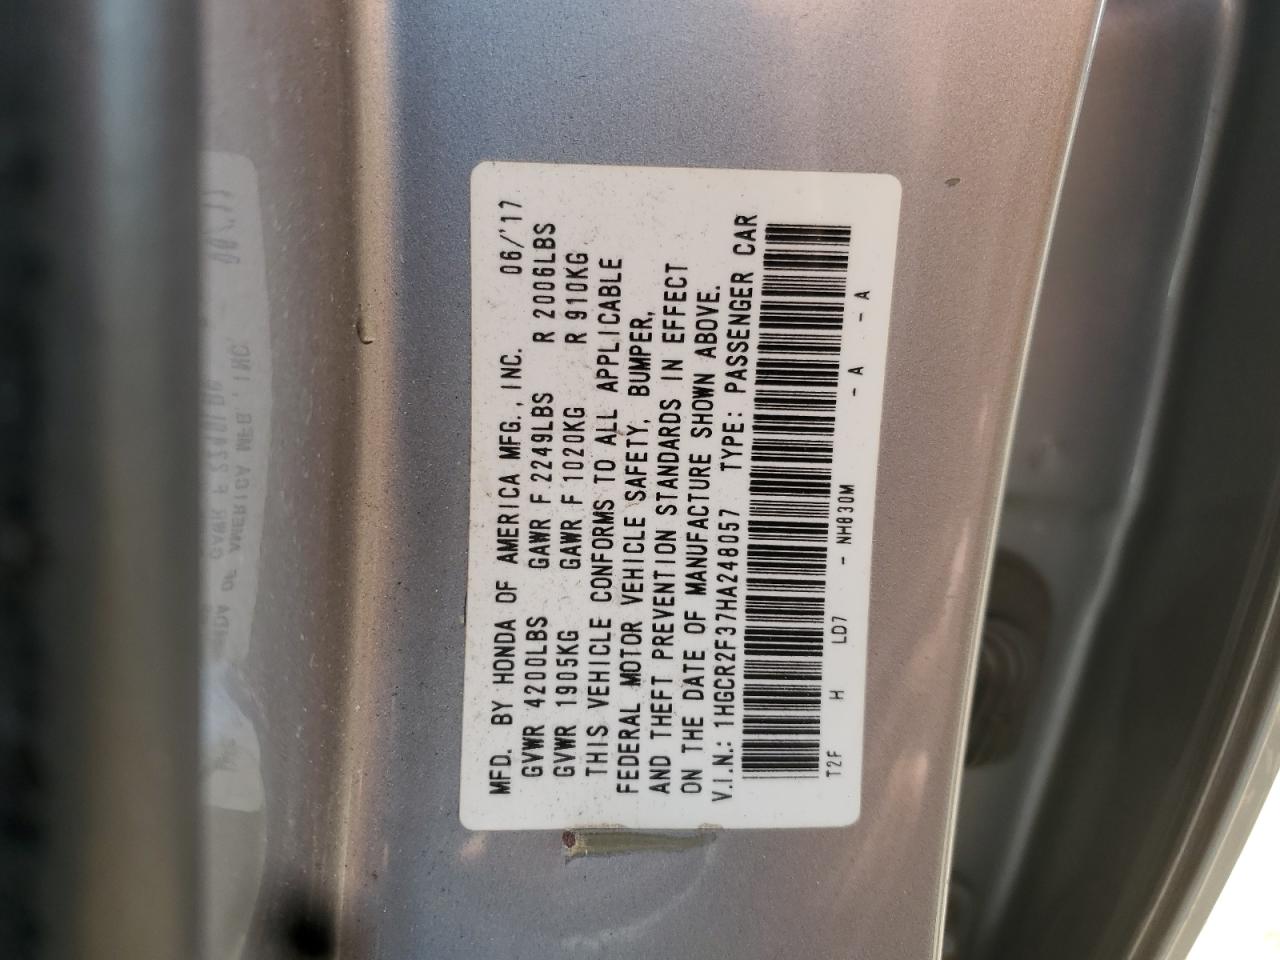 MFD. BY HONDA OF AMERICA MFG., INC. 06/'17
GVWR 4200LBS GAWR F 2249LBS R 2006LBS
GVWR 1905KG GAWR F 1020KG R 910KG
THIS VEHICLE CONFORMS TO ALL APPLICABLE
FEDERAL MOTOR VEHICLE SAFETY, BUMPER,
AND THEFT PREVENTION STANDARDS IN EFFECT
ON THE DATE OF MANUFACTURE SHOWN ABOVE.
V.I.N.: 1HGCR2F37HA248057 TYPE: PASSENGER CAR
T2F H LD7 - NH830M - A - A